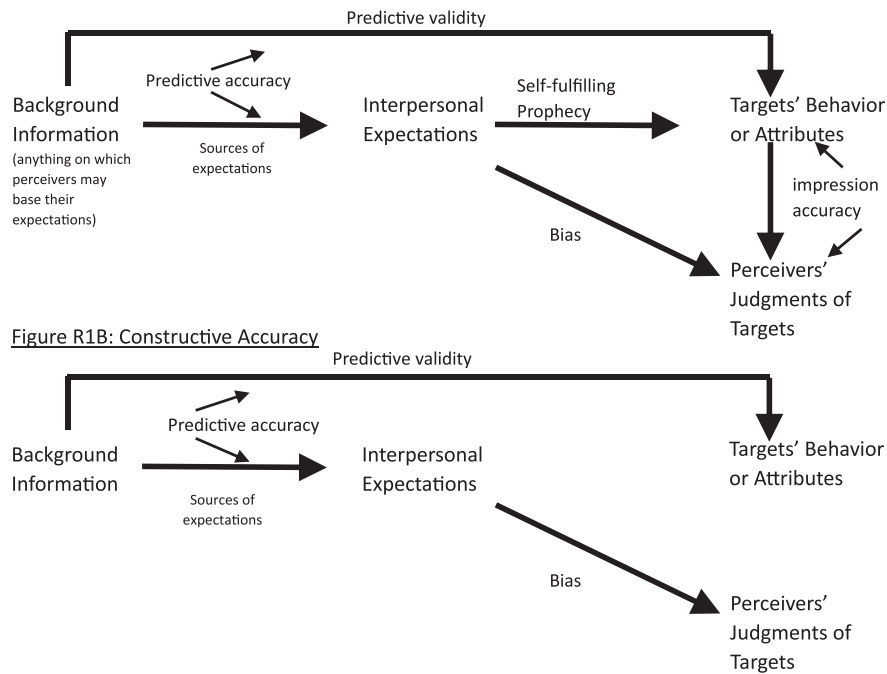 Predictive validity
Predictive accuracy
Background
Information
(anything on which
perceivers may
base their
expectations)
Sources of
expectations
Interpersonal
Expectations
Self-fulfilling
Prophecy
Targets' Behavior
or Attributes
impression
accuracy
Bias
Perceivers'
Judgments of
Targets
Figure R1B: Constructive Accuracy
Predictive validity
Predictive accuracy
Background
Information
Sources of
expectations
Interpersonal
Expectations
Targets' Behavior
or Attributes
Bias
Perceivers'
Judgments of
Targets